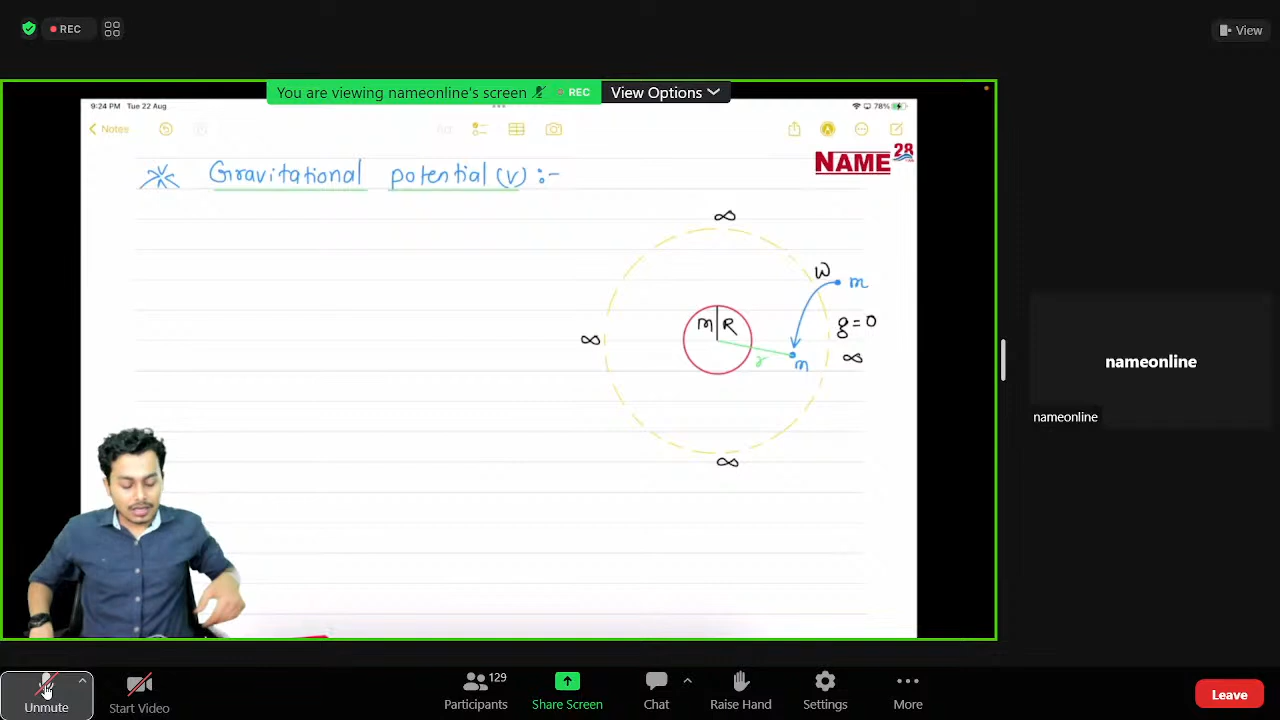 REC
View
You are viewing nameonline's screen REC View Options
9:24 PM Tue 22 Aug
78%
Notes
NAME 28
Gravitational potential (V) :-
∞
W
m
M R
g = 0
∞
∞
r
m
∞
nameonline
nameonline
Unmute
Start Video
129
Participants
Share Screen
Chat
Raise Hand
Settings
More
Leave